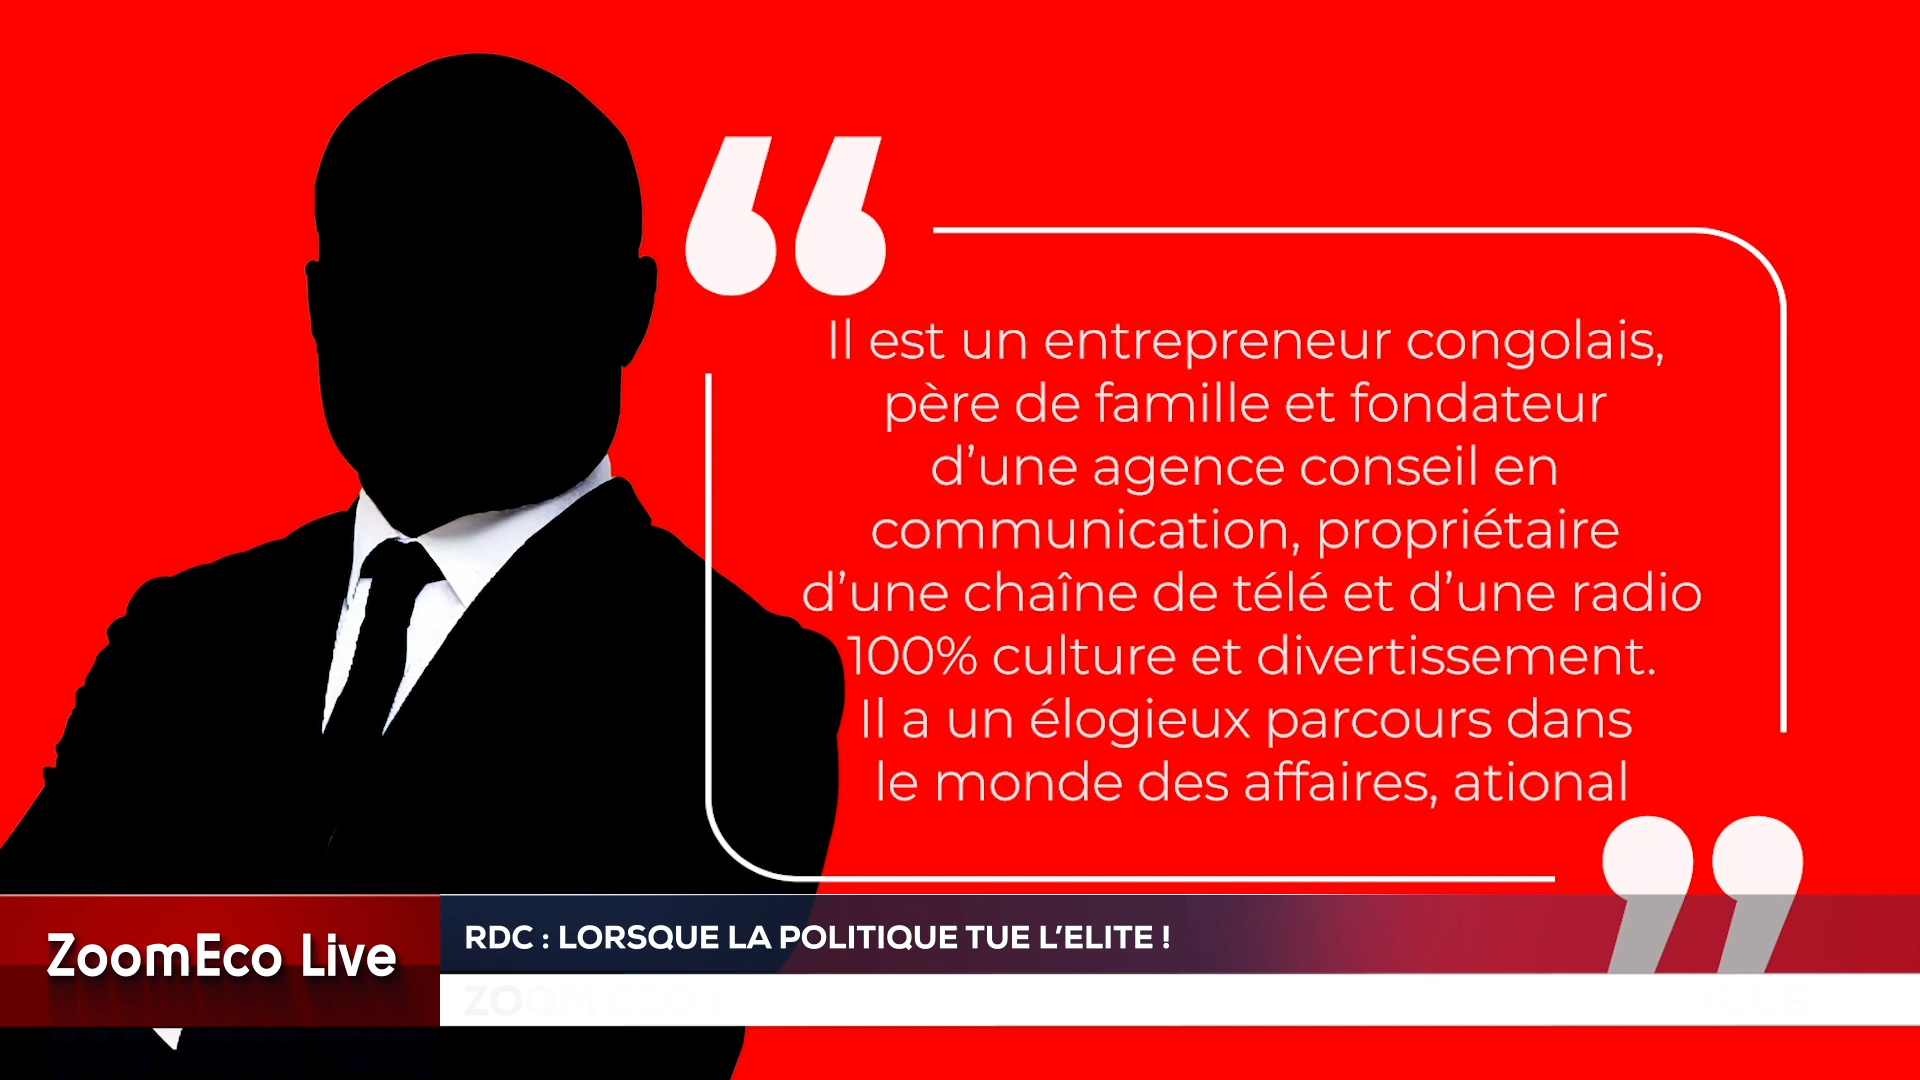 Il est un entrepreneur congolais,
père de famille et fondateur
d’une agence conseil en
communication, propriétaire
d’une chaîne de télé et d’une radio
100% culture et divertissement.
Il a un élogieux parcours dans
le monde des affaires, ational
ZoomEco Live
RDC : LORSQUE LA POLITIQUE TUE L’ELITE !
ZOOM ECO